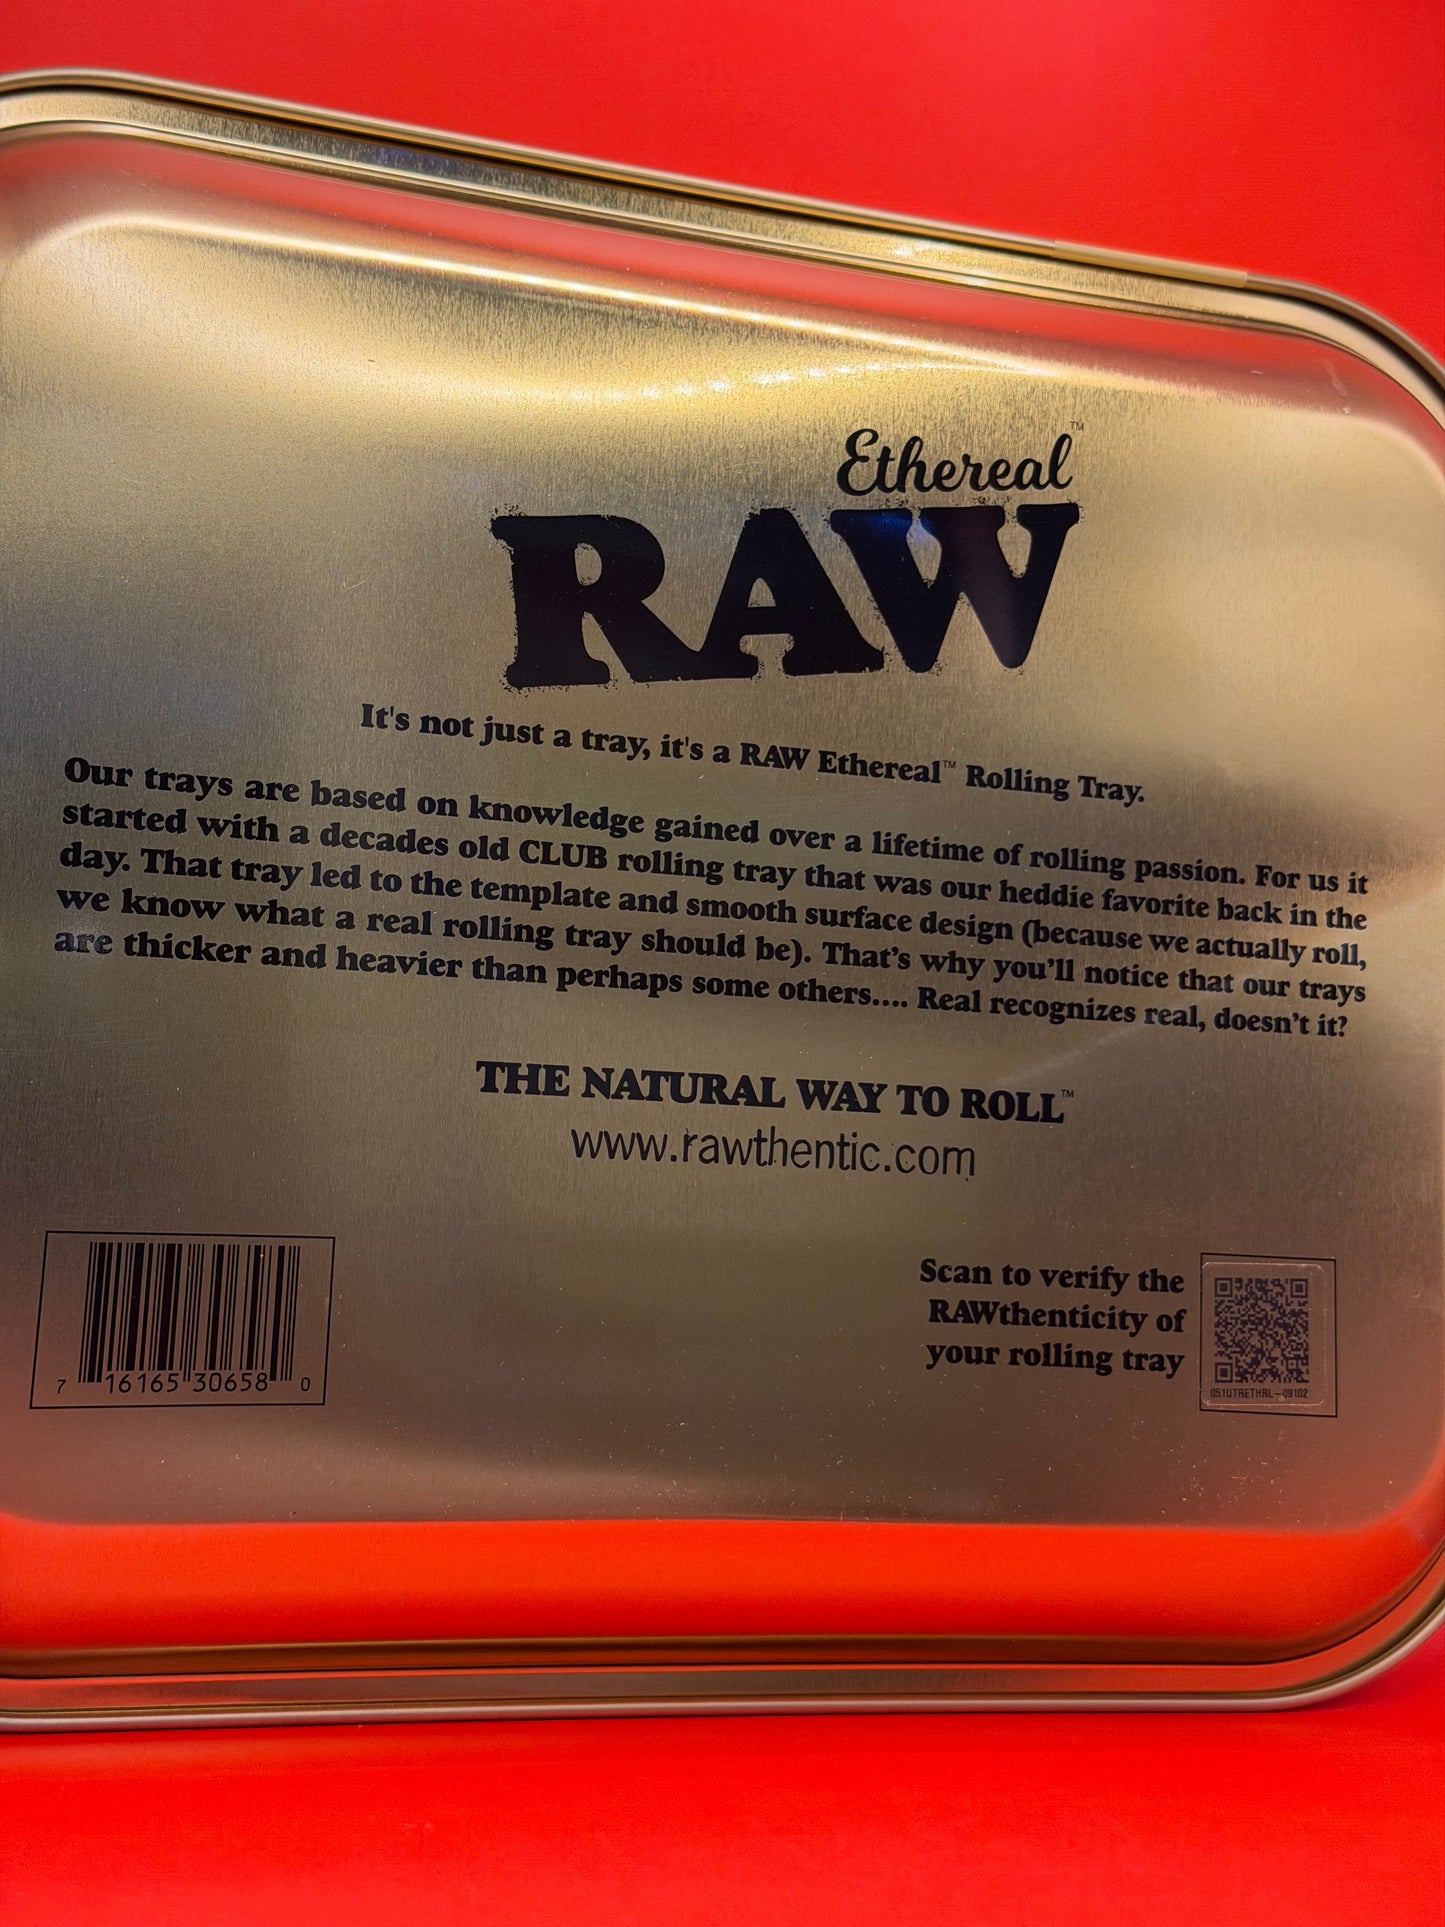 Ethereal™
RAW
It's not just a tray, it's a RAW Ethereal™ Rolling Tray.
Our trays are based on knowledge gained over a lifetime of rolling passion. For us it
started with a decades old CLUB rolling tray that was our heddie favorite back in the
day. That tray led to the template and smooth surface design (because we actually roll,
we know what a real rolling tray should be). That’s why you’ll notice that our trays
are thicker and heavier than perhaps some others.... Real recognizes real, doesn’t it?
THE NATURAL WAY TO ROLL™
www.rawthentic.com
Scan to verify the
RAWthenticity of
your rolling tray
7 16165 30658 0
051UTRETHRL-09102